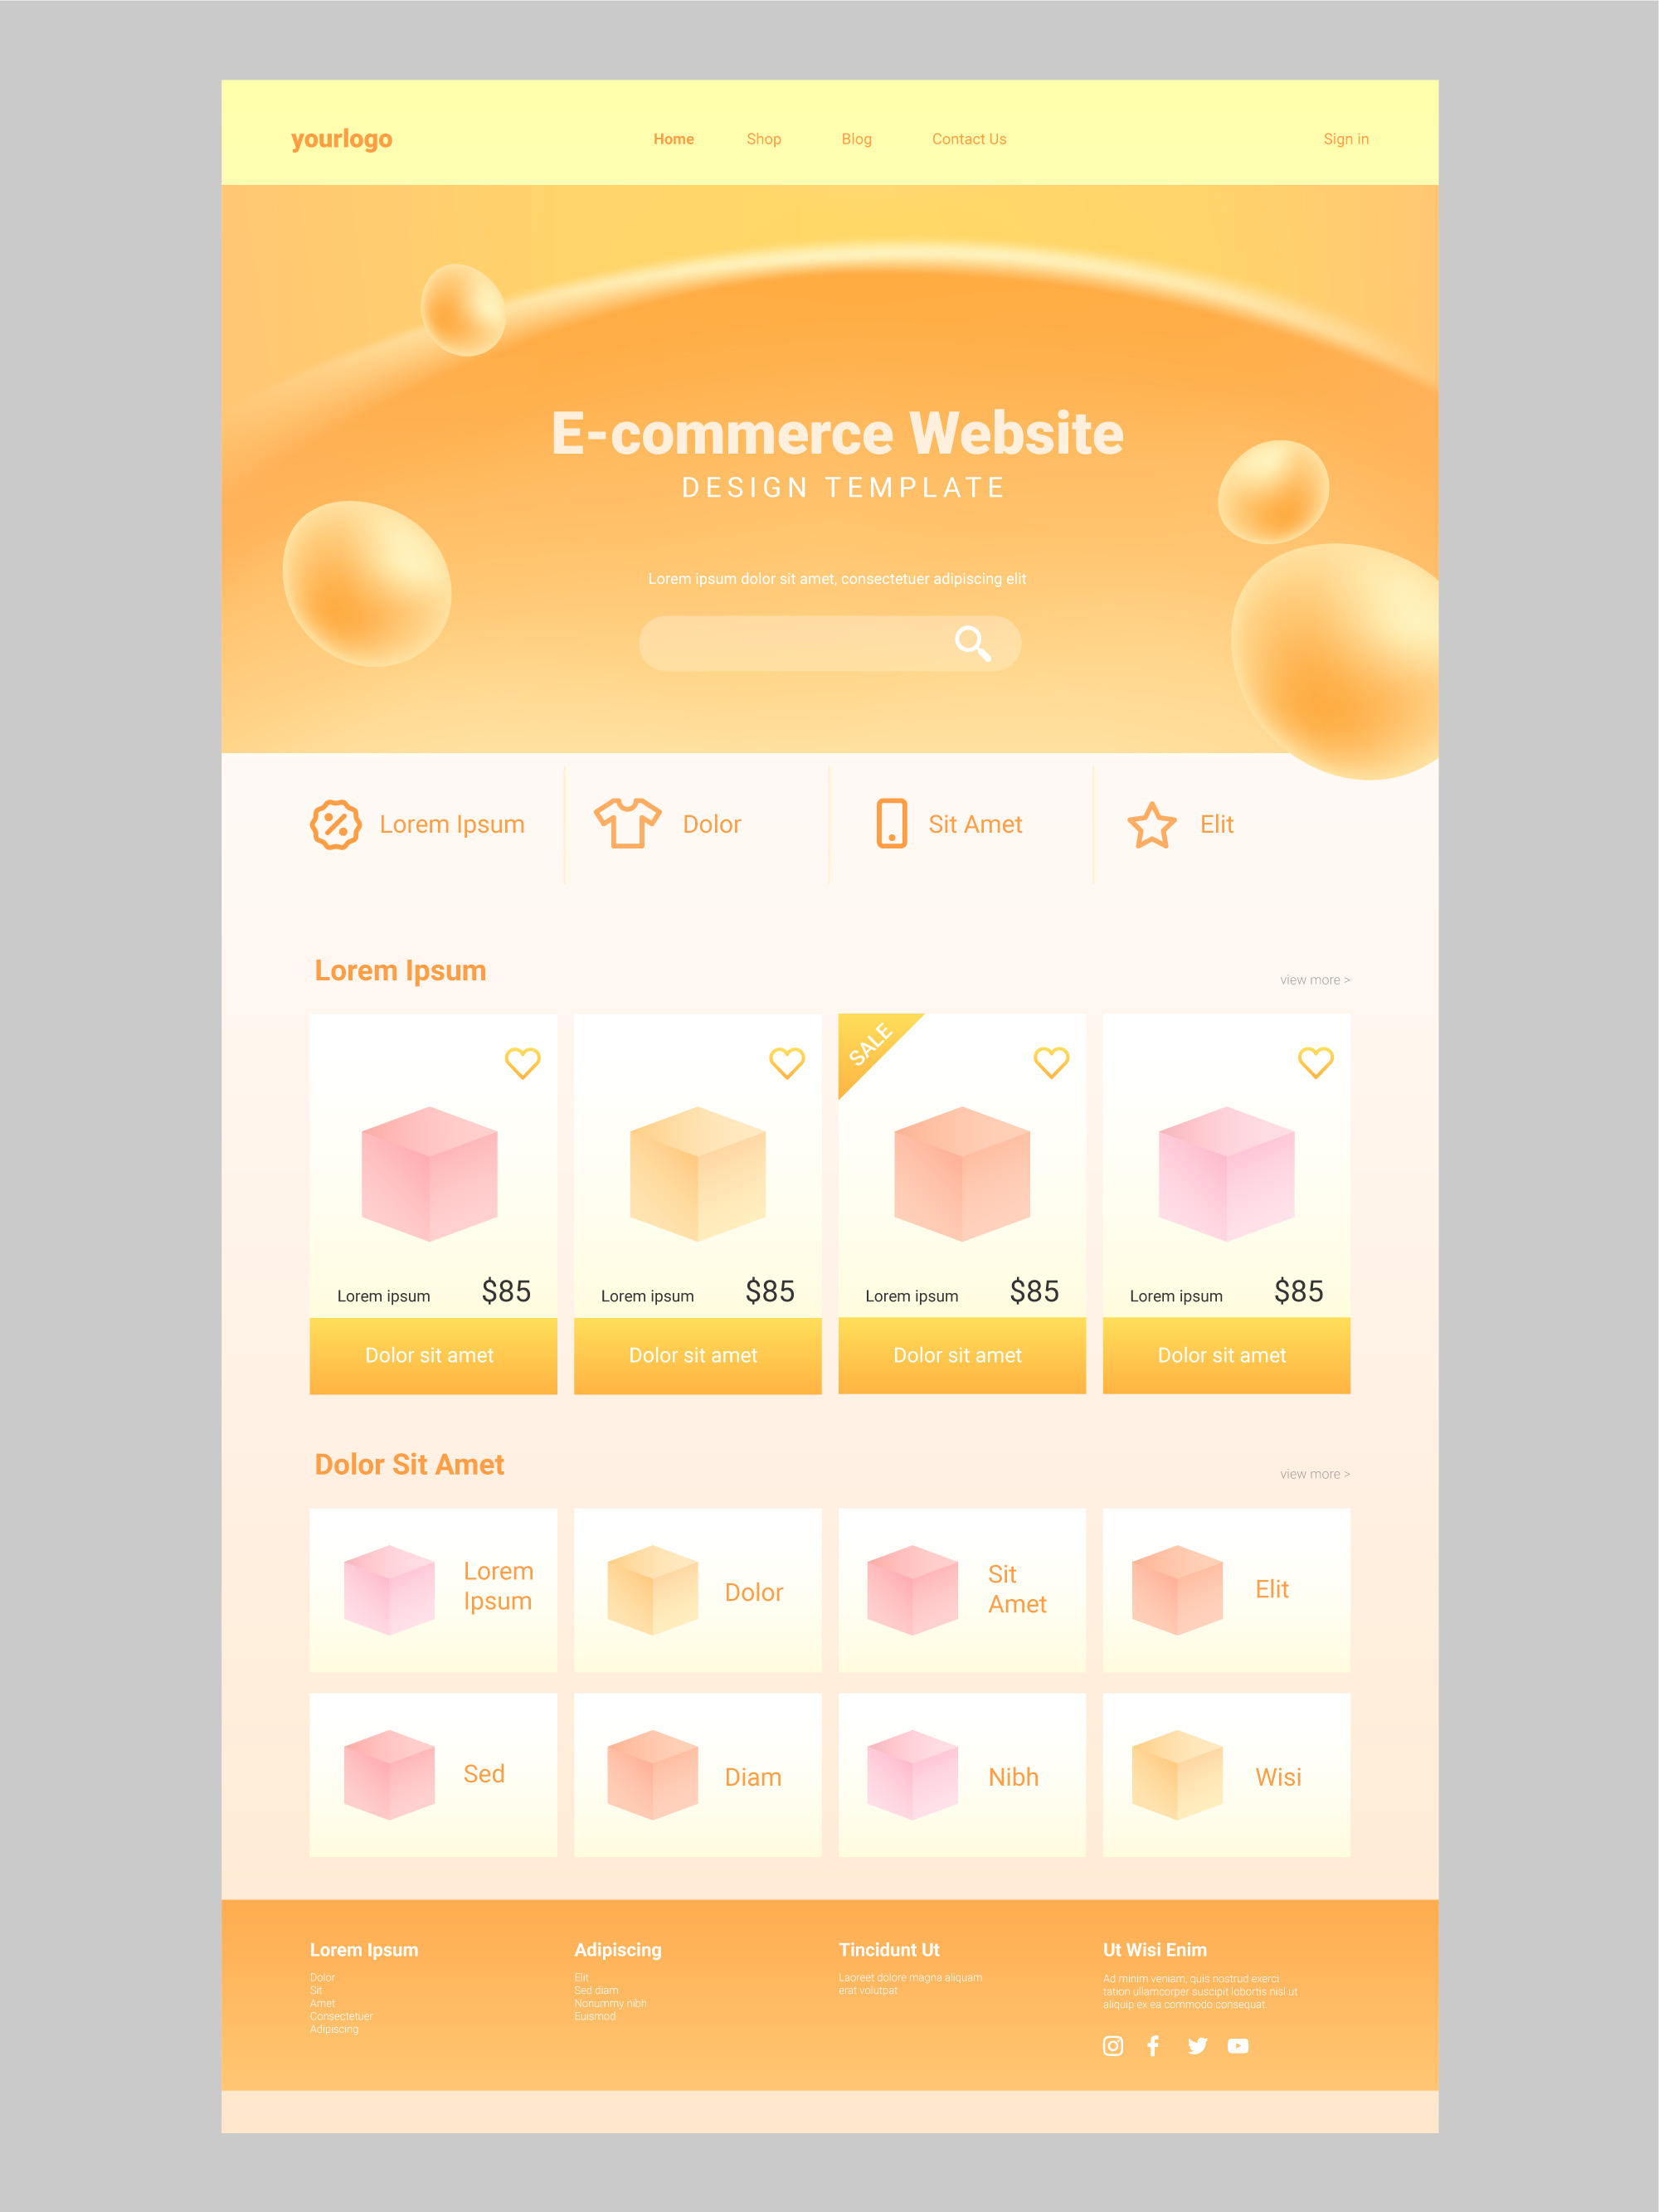 yourlogo
Home Shop Blog Contact Us Sign in
E-commerce Website
DESIGN TEMPLATE
Lorem ipsum dolor sit amet, consectetuer adipiscing elit
Lorem Ipsum Dolor Sit Amet Elit
Lorem Ipsum
view more >
SALE
Lorem ipsum $85
Dolor sit amet
Lorem ipsum $85
Dolor sit amet
Lorem ipsum $85
Dolor sit amet
Lorem ipsum $85
Dolor sit amet
Dolor Sit Amet
view more >
Lorem
Ipsum
Dolor
Sit
Amet
Elit
Sed
Diam
Nibh
Wisi
Lorem Ipsum
Dolor
Sit
Amet
Consectetuer
Adipiscing
Adipiscing
Elit
Sed diam
Nonummy nibh
Euismod
Tincidunt Ut
Laoreet dolore magna aliquam
erat volutpat
Ut Wisi Enim
Ad minim veniam, quis nostrud exerci
tation ullamcorper suscipit lobortis nisl ut
aliquip ex ea commodo consequat.